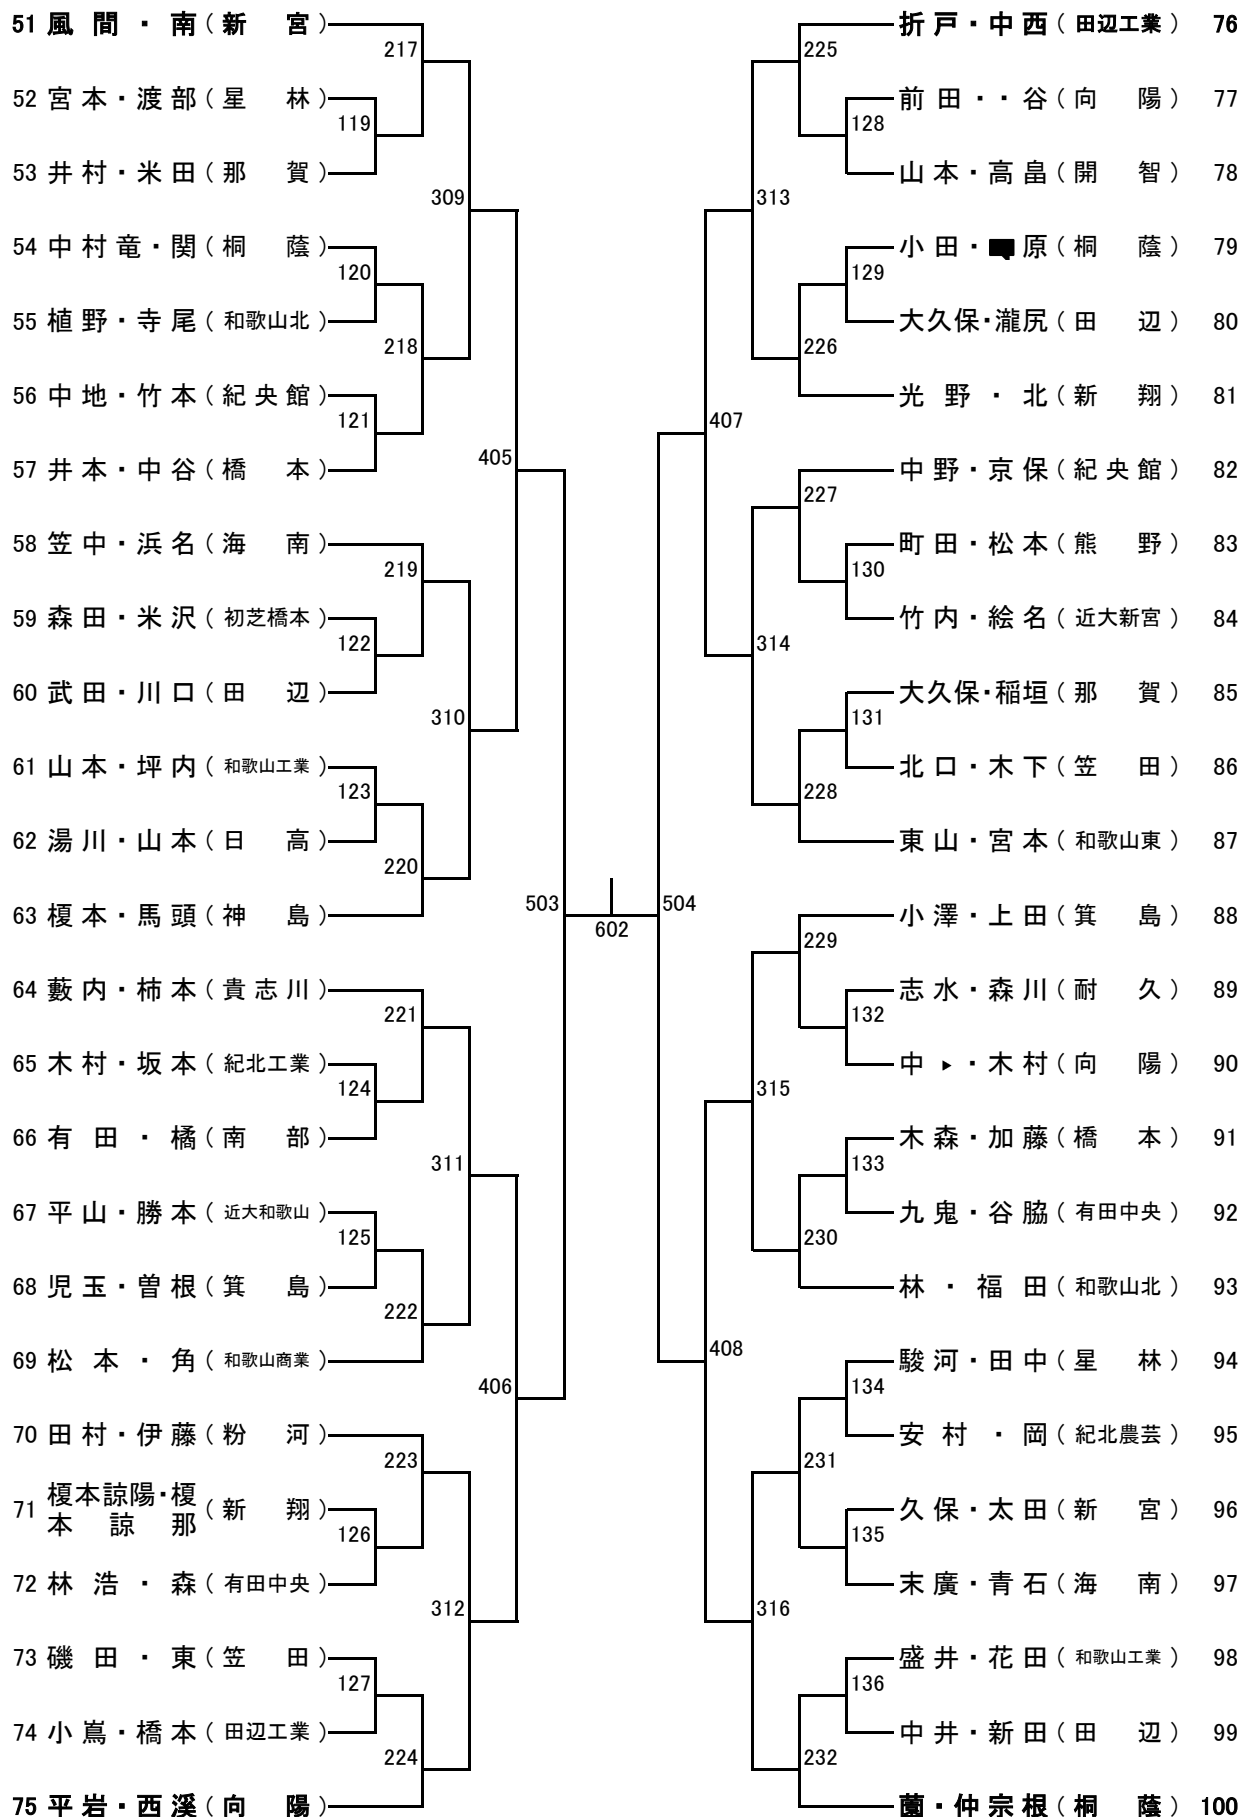 51 風間・南(新宮)
52 宮本・渡部(星林)
53 井村・米田(那賀)
54 中村竜・関(桐蔭)
55 植野・寺尾(和歌山北)
56 中地・竹本(紀央館)
57 井本・中谷(橋本)
58 笠中・浜名(海南)
59 森田・米沢(初芝橋本)
60 武田・川口(田辺)
61 山本・坪内(和歌山工業)
62 湯川・山本(日高)
63 榎本・馬頭(神島)
64 藪内・柿本(貴志川)
65 木村・坂本(紀北工業)
66 有田・橘(南部)
67 平山・勝本(近大和歌山)
68 児玉・曽根(箕島)
69 松本・角(和歌山商業)
70 田村・伊藤(粉河)
71 榎本諒陽・榎
本諒那(新翔)
72 林浩・森(有田中央)
73 磯田・東(笠田)
74 小嶌・橋本(田辺工業)
75 平岩・西溪(向陽)
217
119
309
120
218
121
405
219
122
310
123
220
503
221
124
311
125
222
406
223
126
312
127
224
602
504
225
128
313
129
226
407
227
130
314
131
228
229
132
315
133
230
408
134
231
135
316
136
232
折戸・中西(田辺工業) 76
前田・・谷(向陽) 77
山本・高畠(開智) 78
小田・原(桐蔭) 79
大久保・瀧尻(田辺) 80
光野・北(新翔) 81
中野・京保(紀央館) 82
町田・松本(熊野) 83
竹内・絵名(近大新宮) 84
大久保・稲垣(那賀) 85
北口・木下(笠田) 86
東山・宮本(和歌山東) 87
小澤・上田(箕島) 88
志水・森川(耐久) 89
中・木村(向陽) 90
木森・加藤(橋本) 91
九鬼・谷脇(有田中央) 92
林・福田(和歌山北) 93
駿河・田中(星林) 94
安村・岡(紀北農芸) 95
久保・太田(新宮) 96
末廣・青石(海南) 97
盛井・花田(和歌山工業) 98
中井・新田(田辺) 99
薗・仲宗根(桐蔭) 100